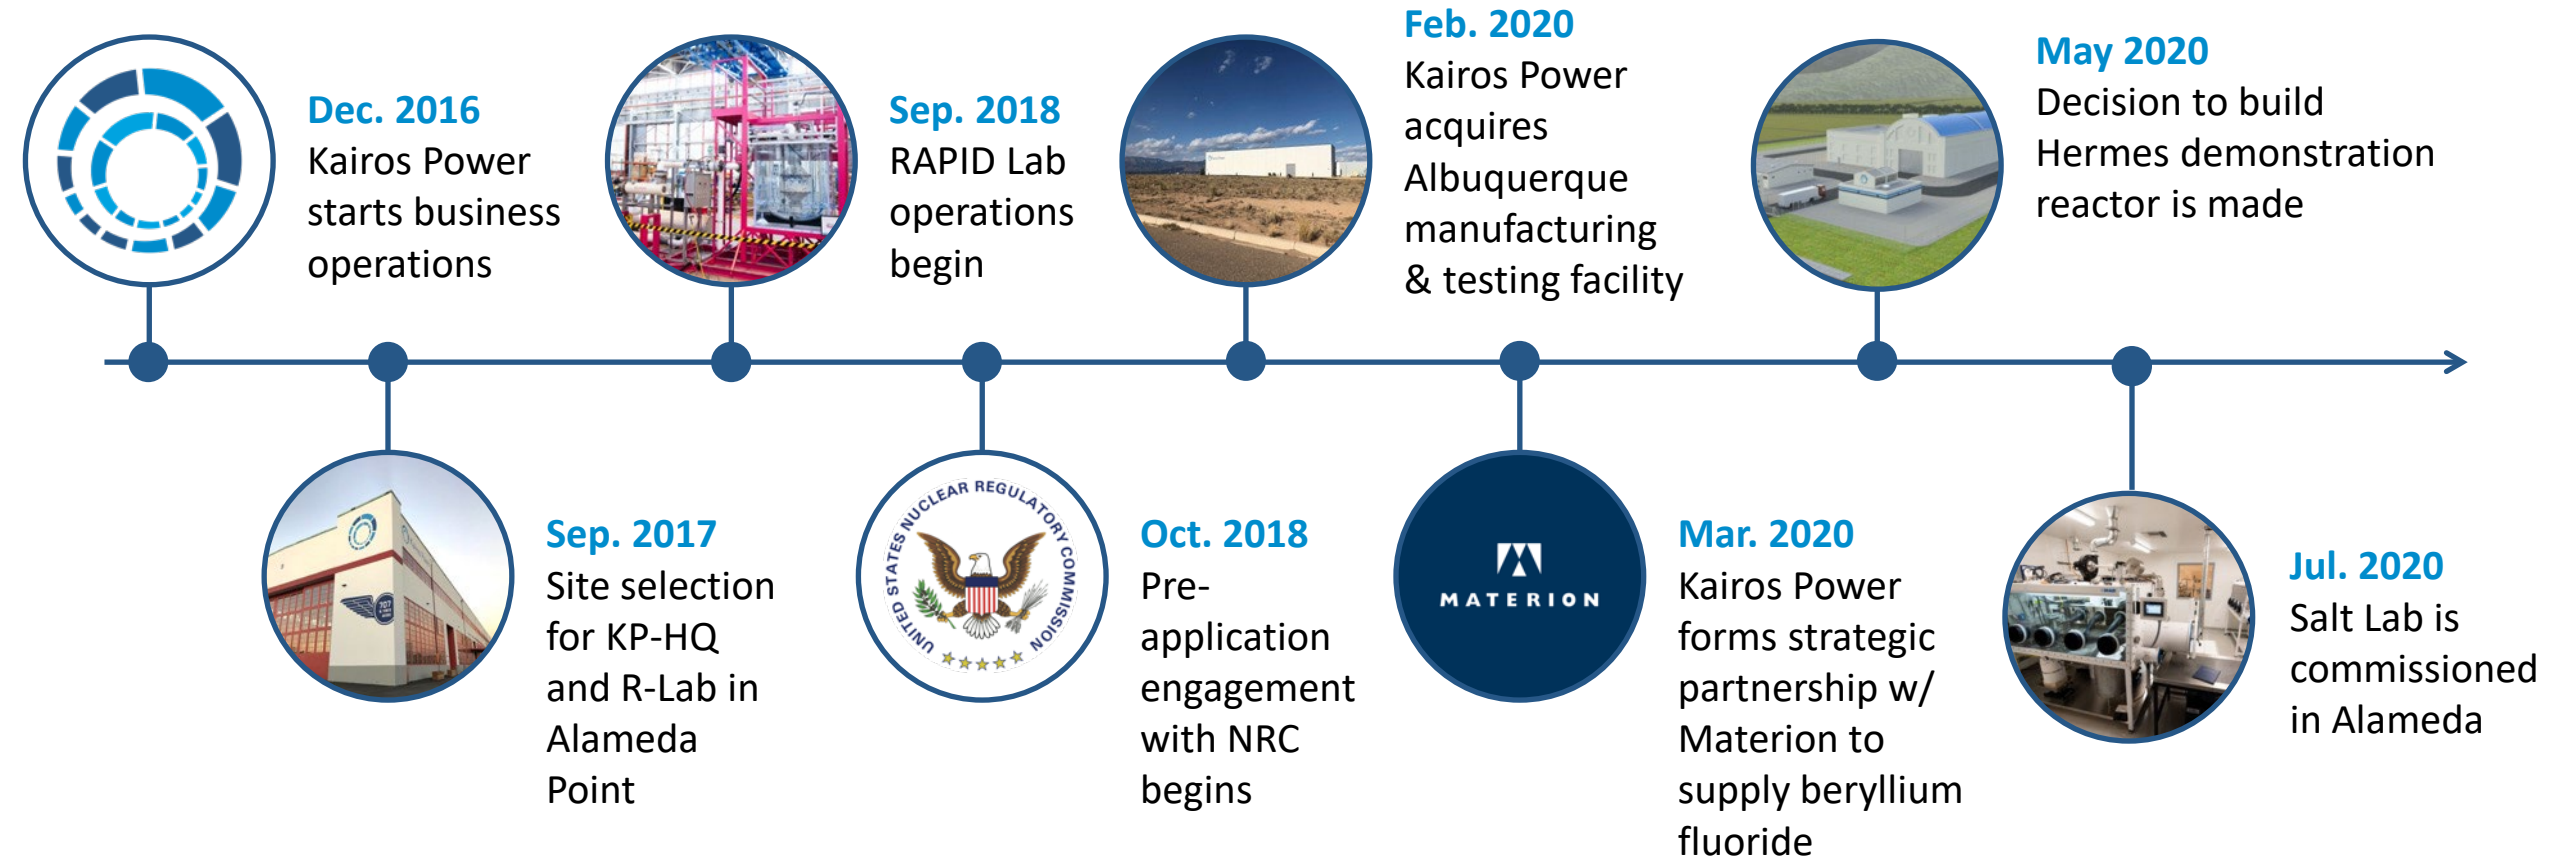 Dec. 2016
Kairos Power
starts business
operations
Sep. 2017
Site selection
for KP-HQ
and R-Lab in
Alameda
Point
Sep. 2018
RAPID Lab
operations
begin
UNITED STATES NUCLEAR REGULATORY COMMISSION
Oct. 2018
Pre-
application
engagement
with NRC
begins
Feb. 2020
Kairos Power
acquires
Albuquerque
manufacturing
& testing facility
MATERION
Mar. 2020
Kairos Power
forms strategic
partnership w/
Materion to
supply beryllium
fluoride
May 2020
Decision to build
Hermes demonstration
reactor is made
Jul. 2020
Salt Lab is
commissioned
in Alameda
707